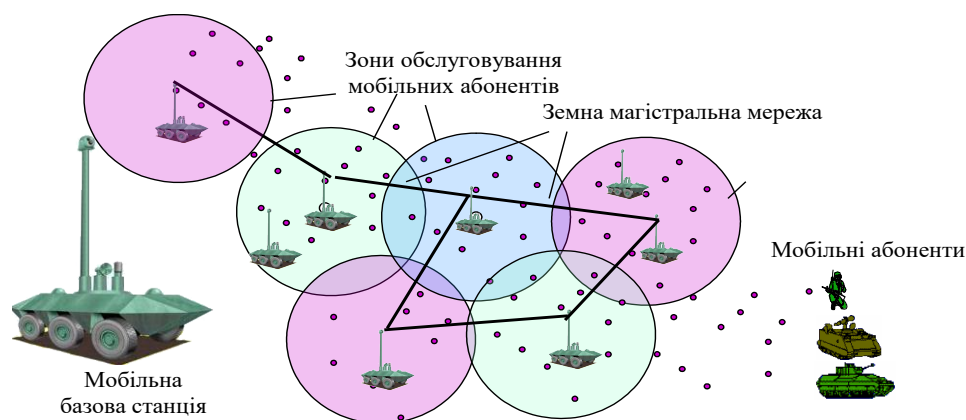 Зони обслуговування
мобільних абонентів
Земна магістральна мережа
Мобільні абоненти
Мобільна
базова станція